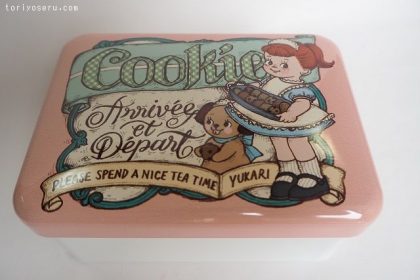 toriyoseru.com
Cookie
Arrivée
et
Départ
PLEASE SPEND A NICE TEA TIME YUKARI